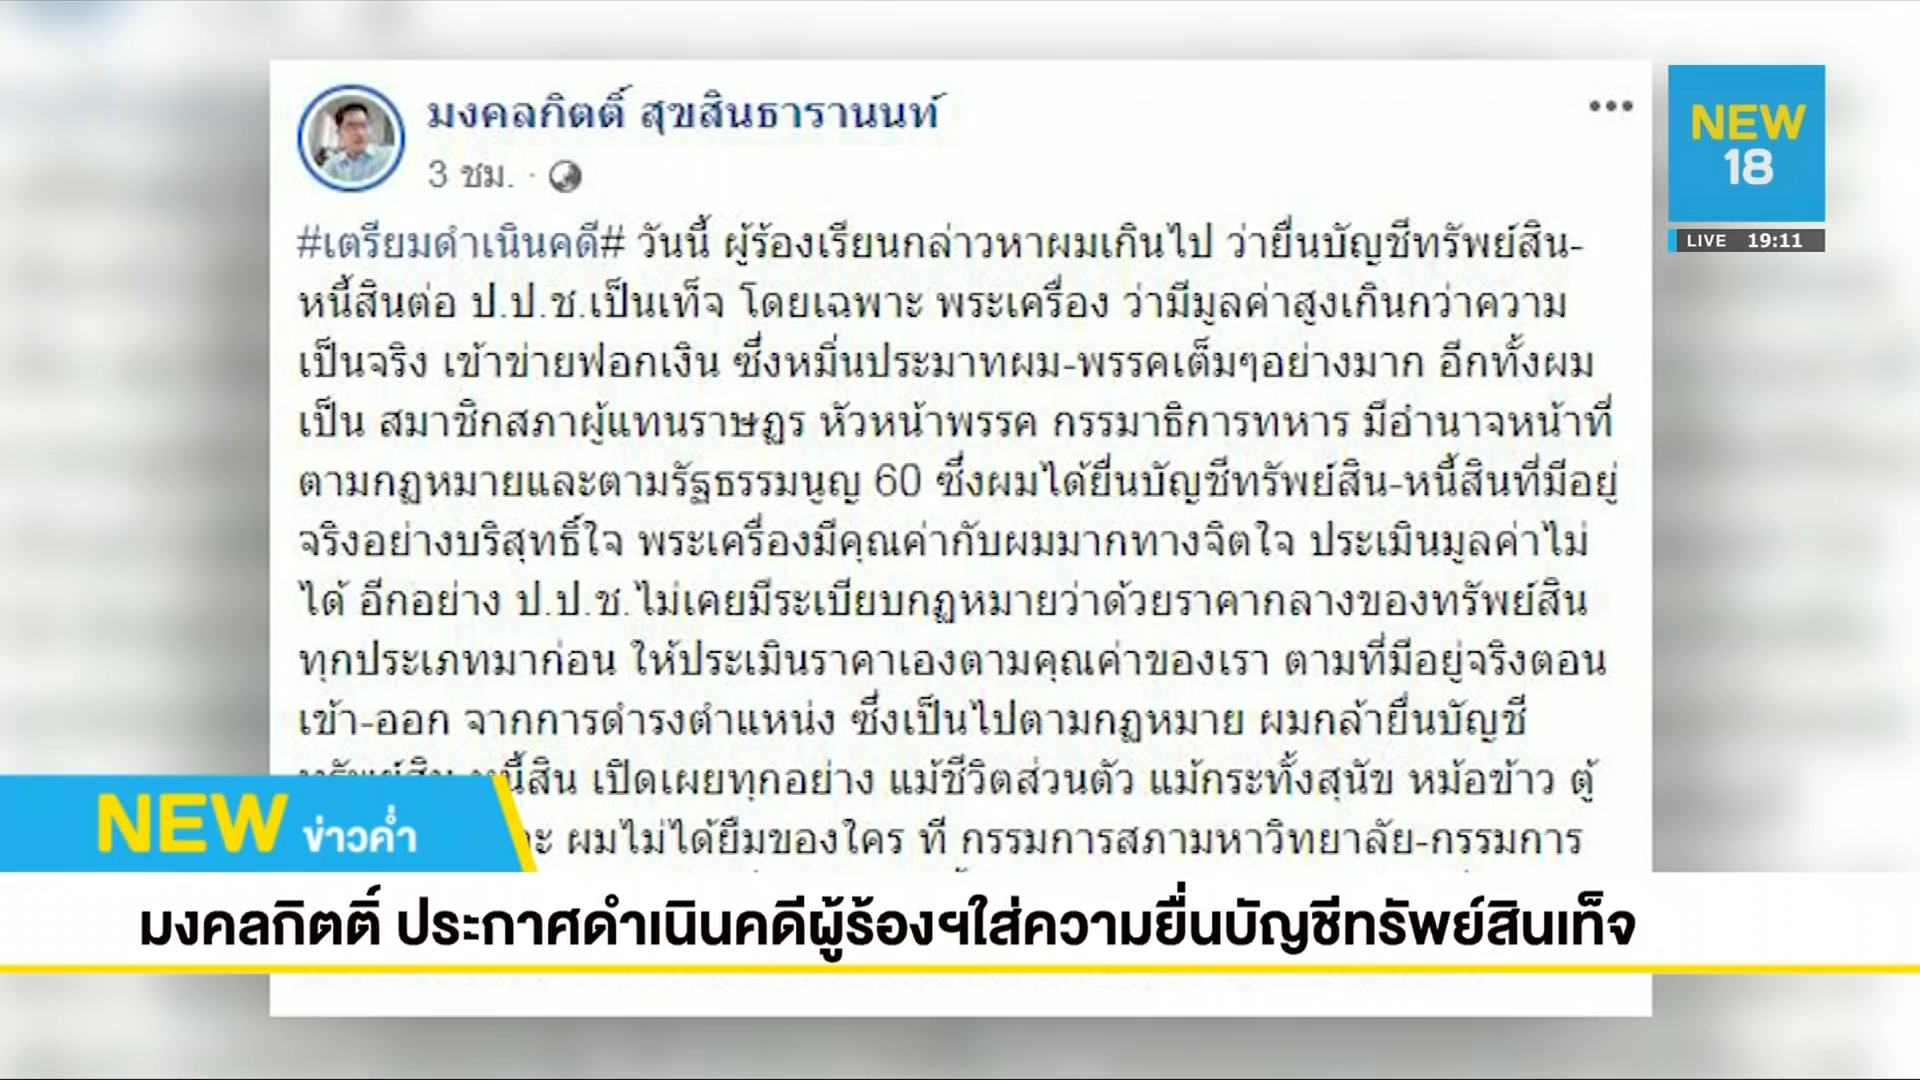 มงคลกิตติ์ สุขสินธารานนท์
3 ชม. ·
#เตรียมดำเนินคดี# วันนี้ ผู้ร้องเรียนกล่าวหาผมเกินไป ว่ายื่นบัญชีทรัพย์สิน-
หนี้สินต่อ ป.ป.ช.เป็นเท็จ โดยเฉพาะ พระเครื่อง ว่ามีมูลค่าสูงเกินกว่าความ
เป็นจริง เข้าข่ายฟอกเงิน ซึ่งหมิ่นประมาทผม-พรรคเต็มๆอย่างมาก อีกทั้งผม
เป็น สมาชิกสภาผู้แทนราษฏร หัวหน้าพรรค กรรมาธิการทหาร มีอำนาจหน้าที่
ตามกฏหมายและตามรัฐธรรมนูญ 60 ซึ่งผมได้ยื่นบัญชีทรัพย์สิน-หนี้สินที่มีอยู่
จริงอย่างบริสุทธิ์ใจ พระเครื่องมีคุณค่ากับผมมากทางจิตใจ ประเมินมูลค่าไม่
ได้ อีกอย่าง ป.ป.ช.ไม่เคยมีระเบียบกฏหมายว่าด้วยราคากลางของทรัพย์สิน
ทุกประเภทมาก่อน ให้ประเมินราคาเองตามคุณค่าของเรา ตามที่มีอยู่จริงตอน
เข้า-ออก จากการดำรงตำแหน่ง ซึ่งเป็นไปตามกฏหมาย ผมกล้ายื่นบัญชี
ทรัพย์สิน หนี้สิน เปิดเผยทุกอย่าง แม้ชีวิตส่วนตัว แม้กระทั้งสุนัข หม้อข้าว ตู้
ผมไม่ได้ยืมของใคร ที กรรมการสภามหาวิทยาลัย-กรรมการ
NEW
18
LIVE 19:11
NEW ข่าวค่ำ
มงคลกิตติ์ ประกาศดำเนินคดีผู้ร้องฯใส่ความยื่นบัญชีทรัพย์สินเท็จ